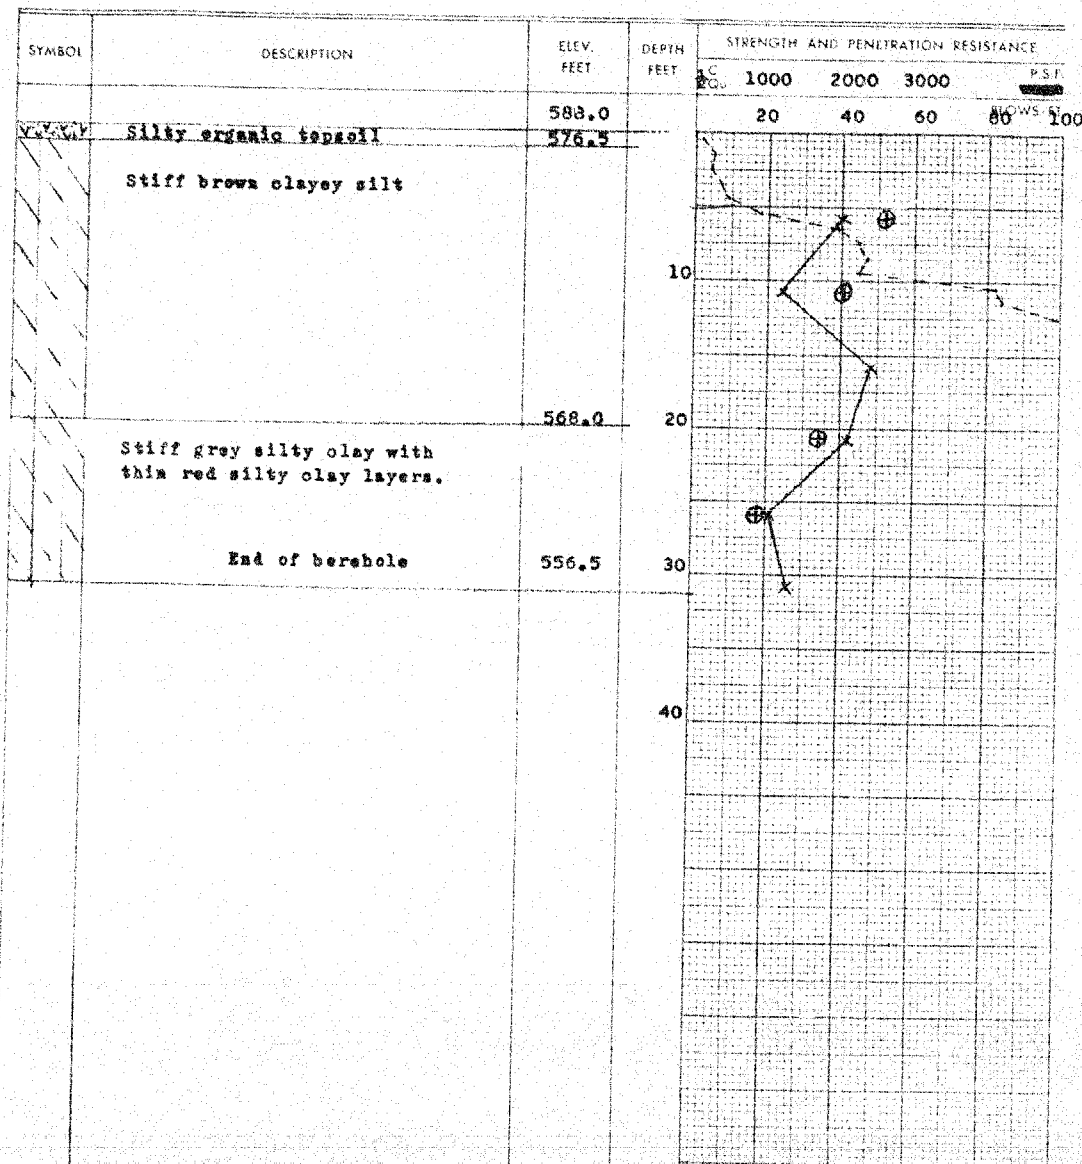 SYMBOL DESCRIPTION ELEV. FEET DEPTH FEET STRENGTH AND PENETRATION RESISTANCE
1000 2000 3000 P.S.F.
588.0 20 40 60 80 100
BLOWS/FT
Silty organic topsoil 576.5
Stiff brown clayey silt
10
568.0 20
Stiff grey silty clay with
thin red silty clay layers.
End of borehole 556.5 30
40